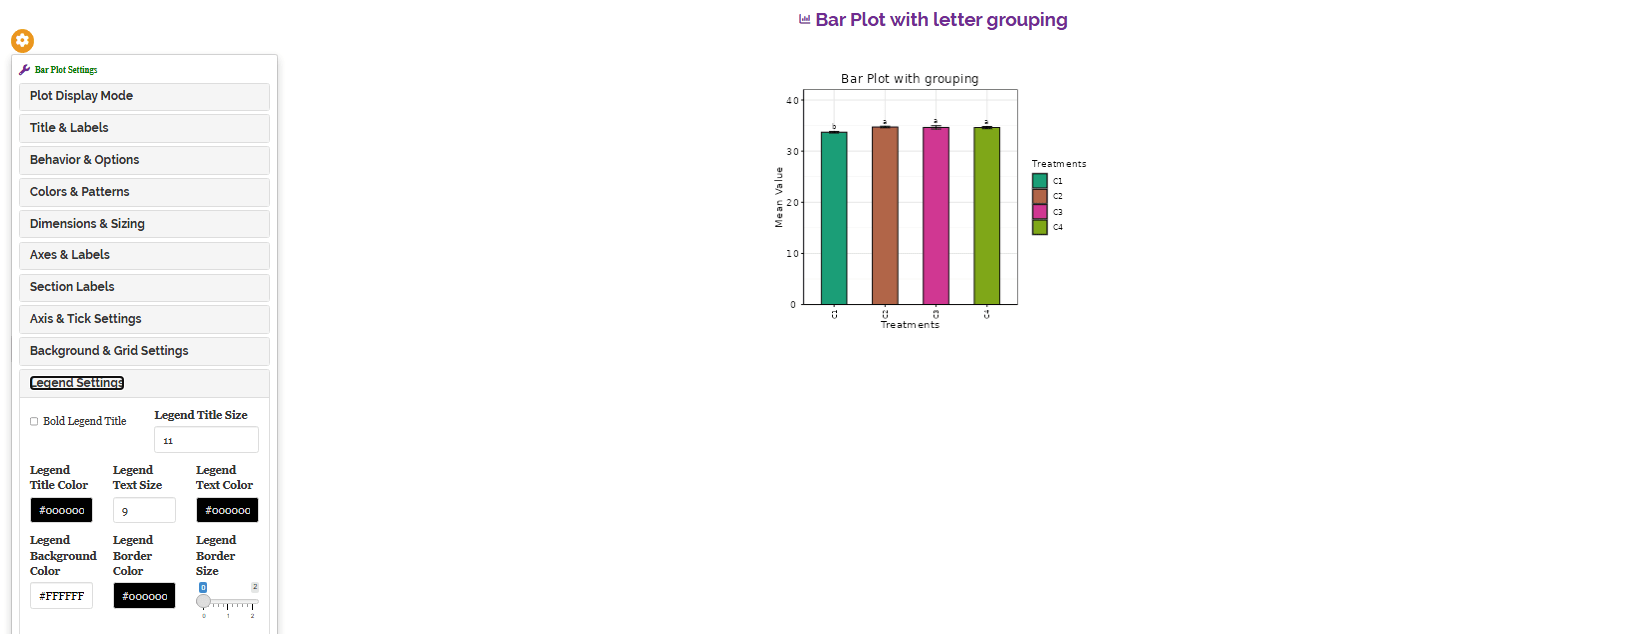 Bar Plot with letter grouping
Bar Plot Settings
Plot Display Mode
Title & Labels
Behavior & Options
Colors & Patterns
Dimensions & Sizing
Axes & Labels
Section Labels
Axis & Tick Settings
Background & Grid Settings
Legend Settings
Bold Legend Title
Legend Title Size
11
Legend
Title Color
#000000
Legend
Text Size
9
Legend
Text Color
#000000
Legend
Background
Color
#FFFFFF
Legend
Border
Color
#000000
Legend
Border
Size
0
2
0 1 2
Bar Plot with grouping
Mean Value
40
30
20
10
0
b a a a
C1 C2 C3 C4
Treatments
Treatments
C1
C2
C3
C4